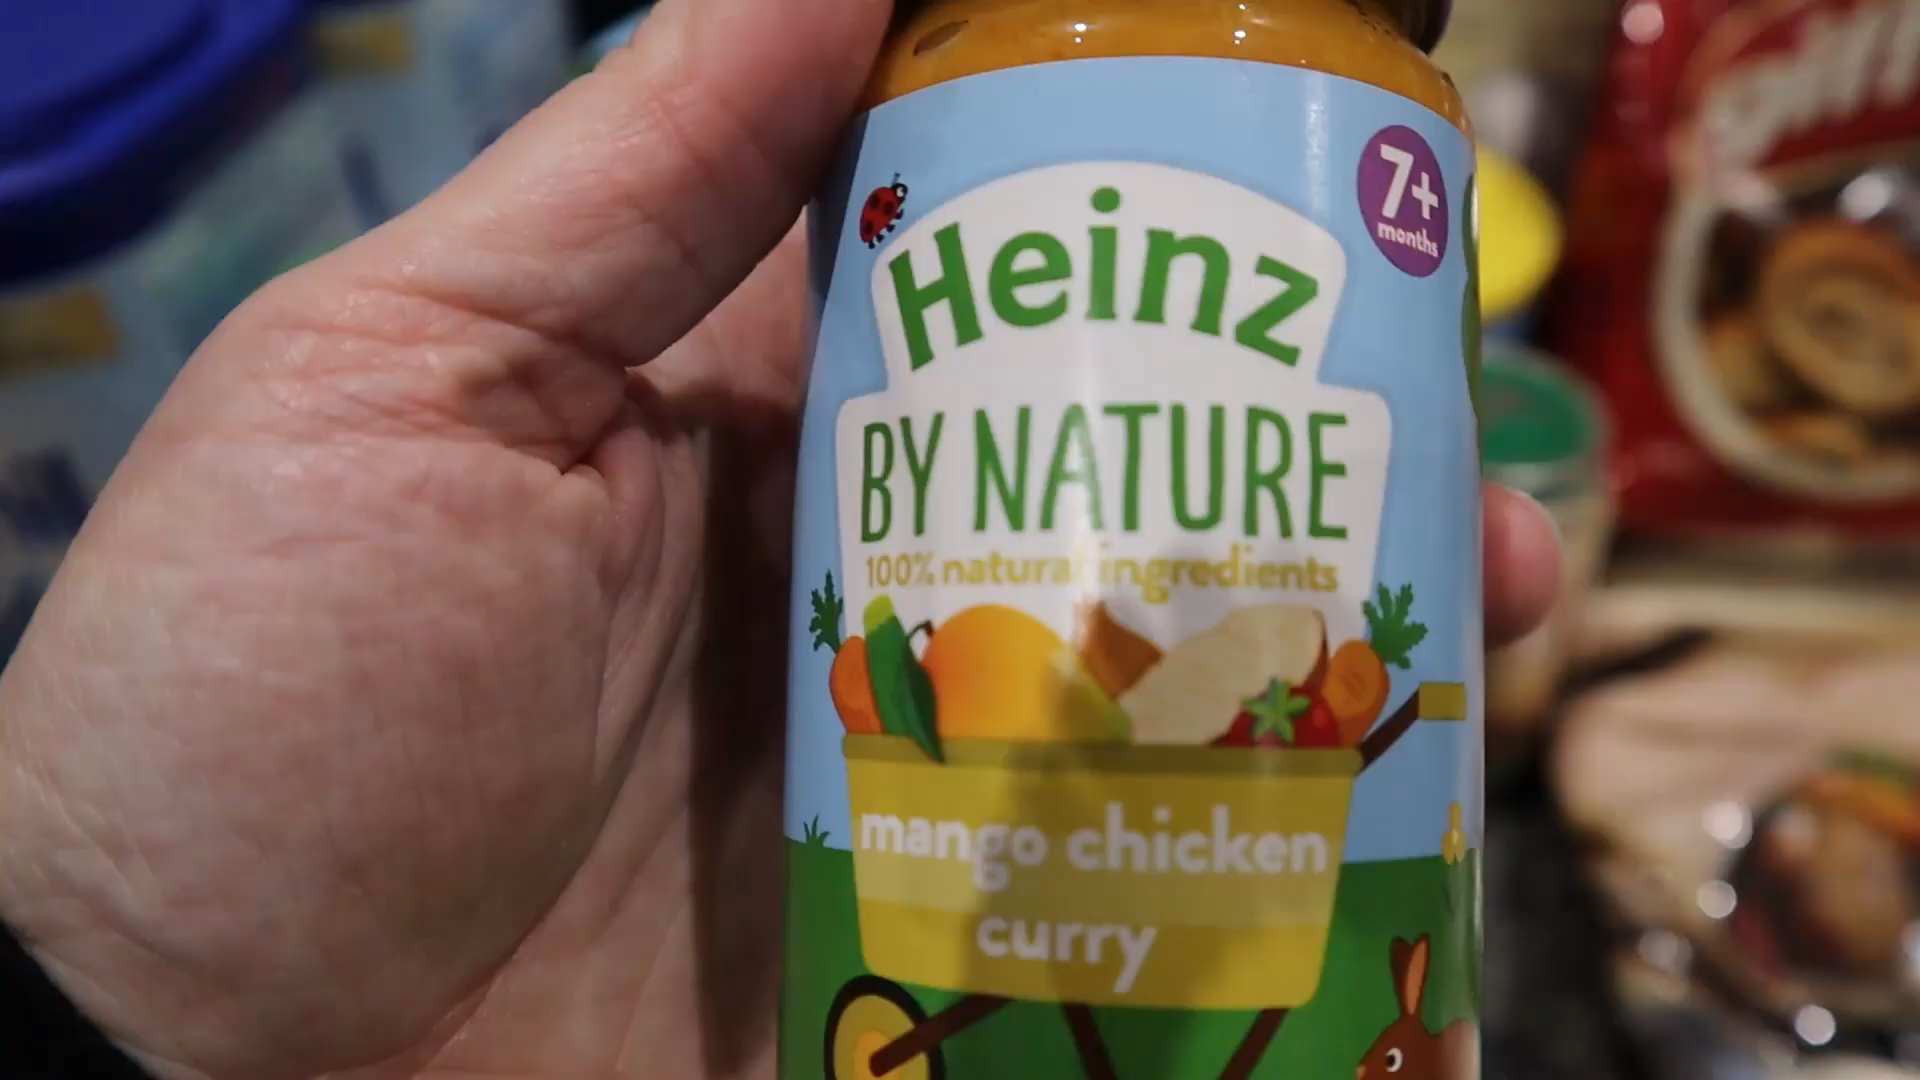 7+
months
Heinz
BY NATURE
100% natural ingredients
mango chicken
curry